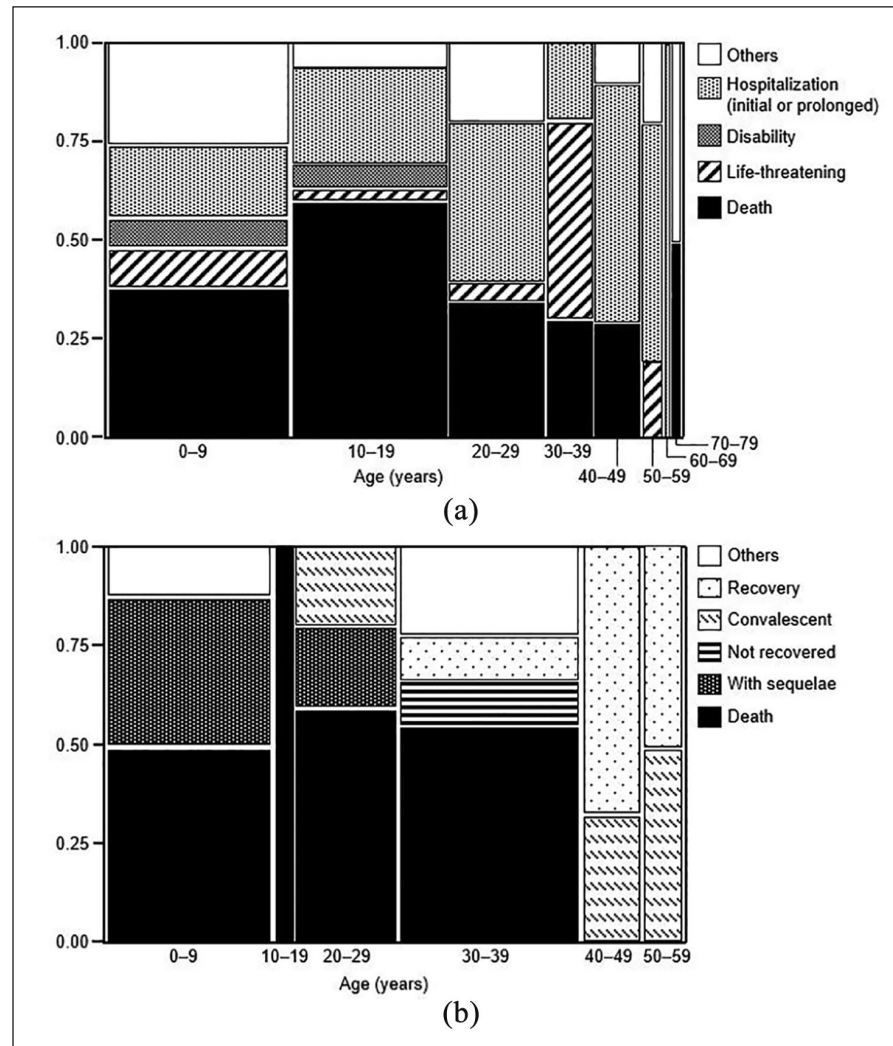 1.00
0.75
0.50
0.25
0.00
Others
Hospitalization
(initial or prolonged)
Disability
Life-threatening
Death
0–9
10–19
20–29
30–39
40–49
50–59
60–69
70–79
Age (years)
(a)
1.00
0.75
0.50
0.25
0.00
Others
Recovery
Convalescent
Not recovered
With sequelae
Death
0–9
10–19
20–29
30–39
40–49
50–59
Age (years)
(b)